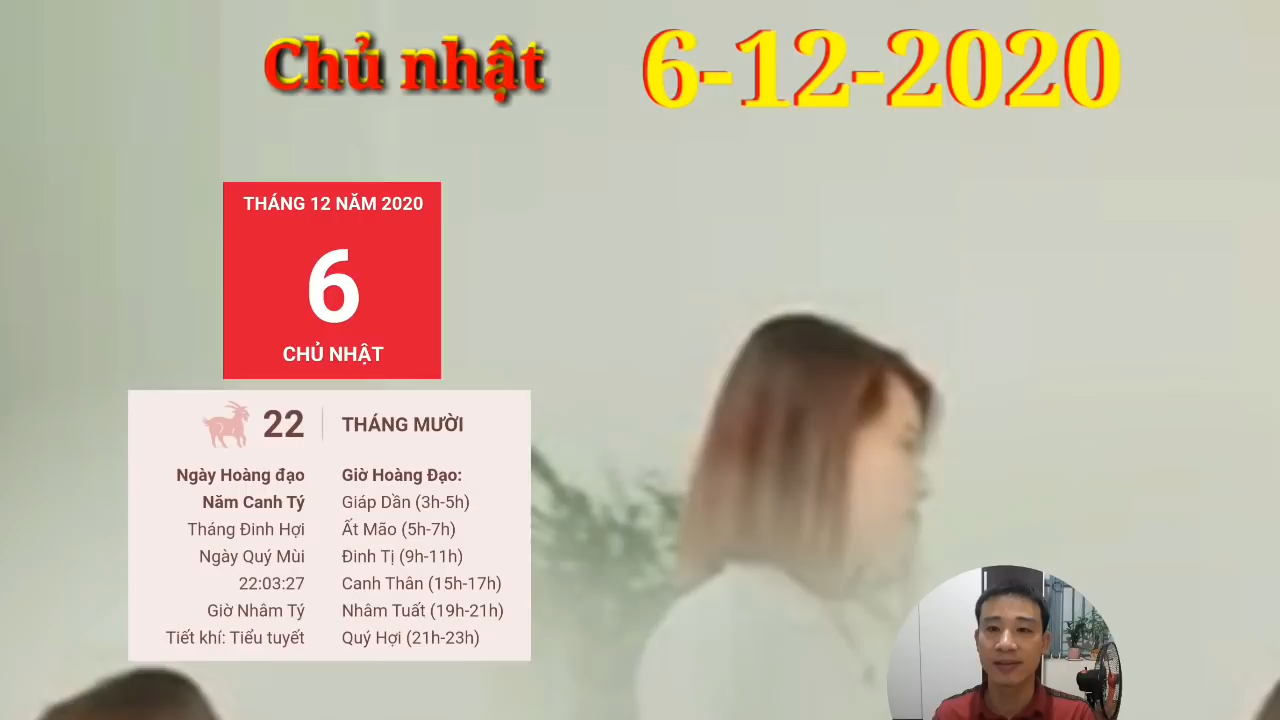 Chủ nhật 6-12-2020
THÁNG 12 NĂM 2020
6
CHỦ NHẬT
22 THÁNG MƯỜI
Ngày Hoàng đạo
Năm Canh Tý
Tháng Đinh Hợi
Ngày Quý Mùi
22:03:27
Giờ Nhâm Tý
Tiết khí: Tiểu tuyết
Giờ Hoàng Đạo:
Giáp Dần (3h-5h)
Ất Mão (5h-7h)
Đinh Tị (9h-11h)
Canh Thân (15h-17h)
Nhâm Tuất (19h-21h)
Quý Hợi (21h-23h)